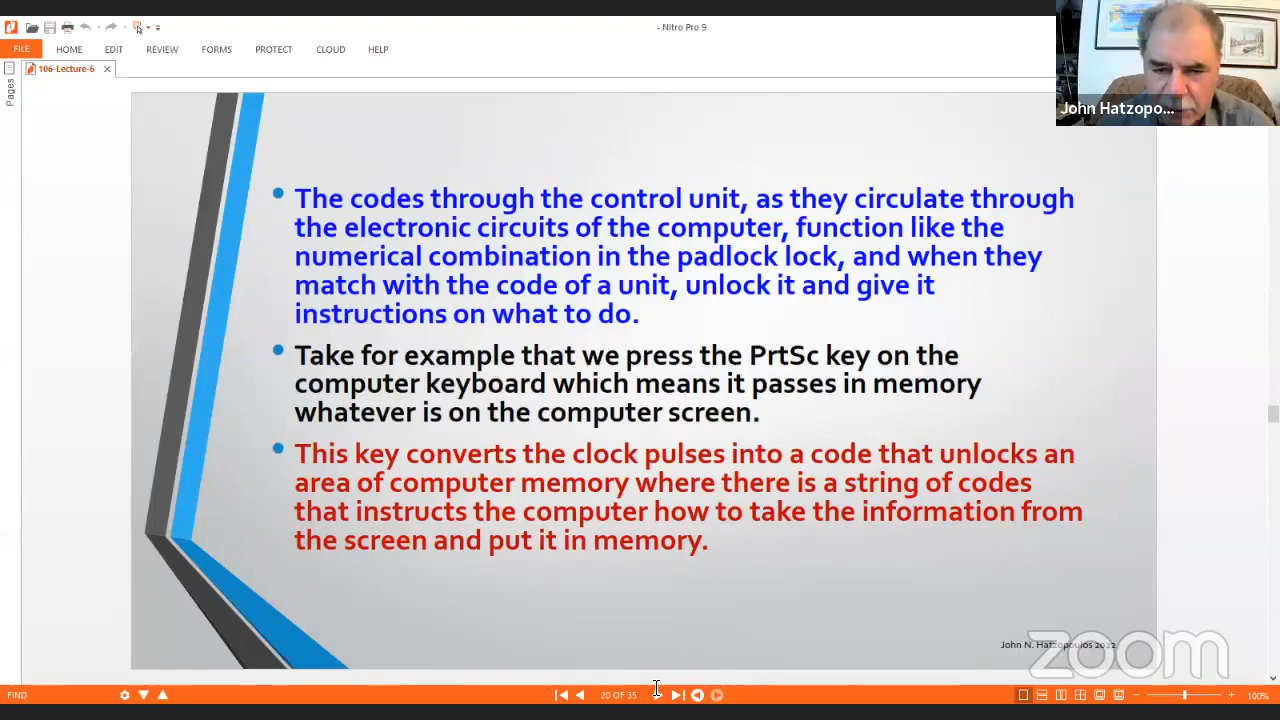 - Nitro Pro 9
FILE HOME EDIT REVIEW FORMS PROTECT CLOUD HELP
106-Lecture-6
Pages
John Hatzopo...
The codes through the control unit, as they circulate through
the electronic circuits of the computer, function like the
numerical combination in the padlock lock, and when they
match with the code of a unit, unlock it and give it
instructions on what to do.
Take for example that we press the PrtSc key on the
computer keyboard which means it passes in memory
whatever is on the computer screen.
This key converts the clock pulses into a code that unlocks an
area of computer memory where there is a string of codes
that instructs the computer how to take the information from
the screen and put it in memory.
John N. Hatzopoulos 2022
zoom
FIND 20 OF 35 100%